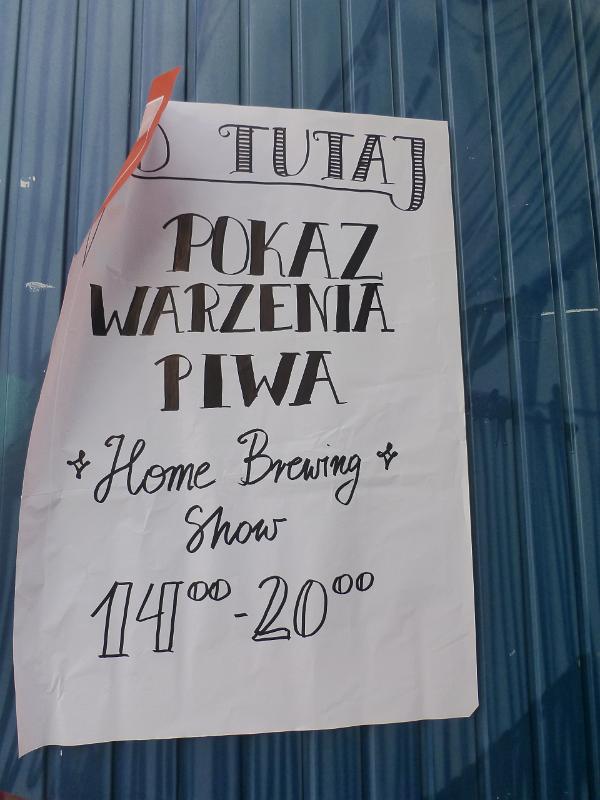 TUTAJ
POKAZ
WARZENIA
PIWA
Home Brewing
Show
14⁰⁰-20⁰⁰